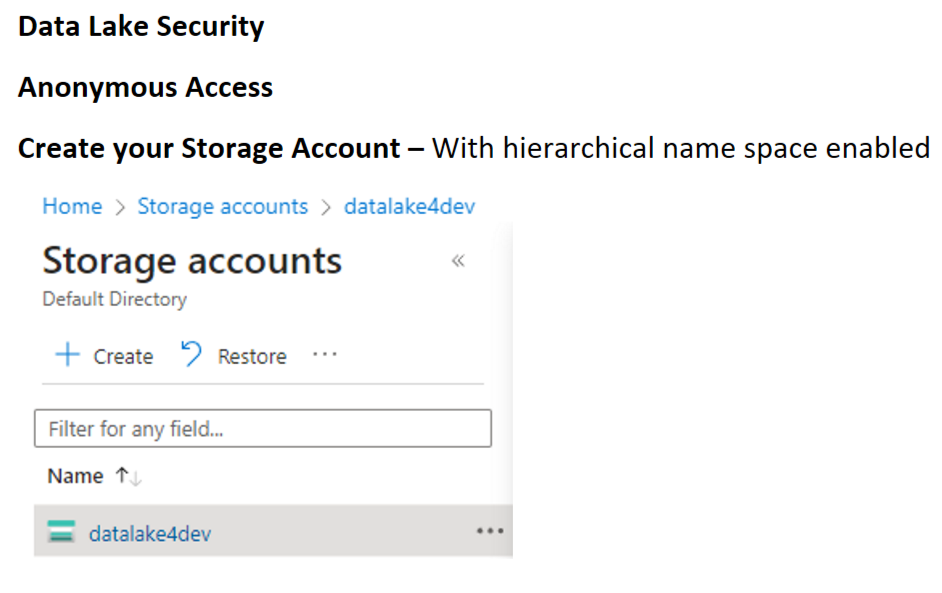 Data Lake Security
Anonymous Access
Create your Storage Account – With hierarchical name space enabled
Home > Storage accounts > datalake4dev
Storage accounts «
Default Directory
+ Create Restore ...
Filter for any field...
Name ↑↓
datalake4dev ...